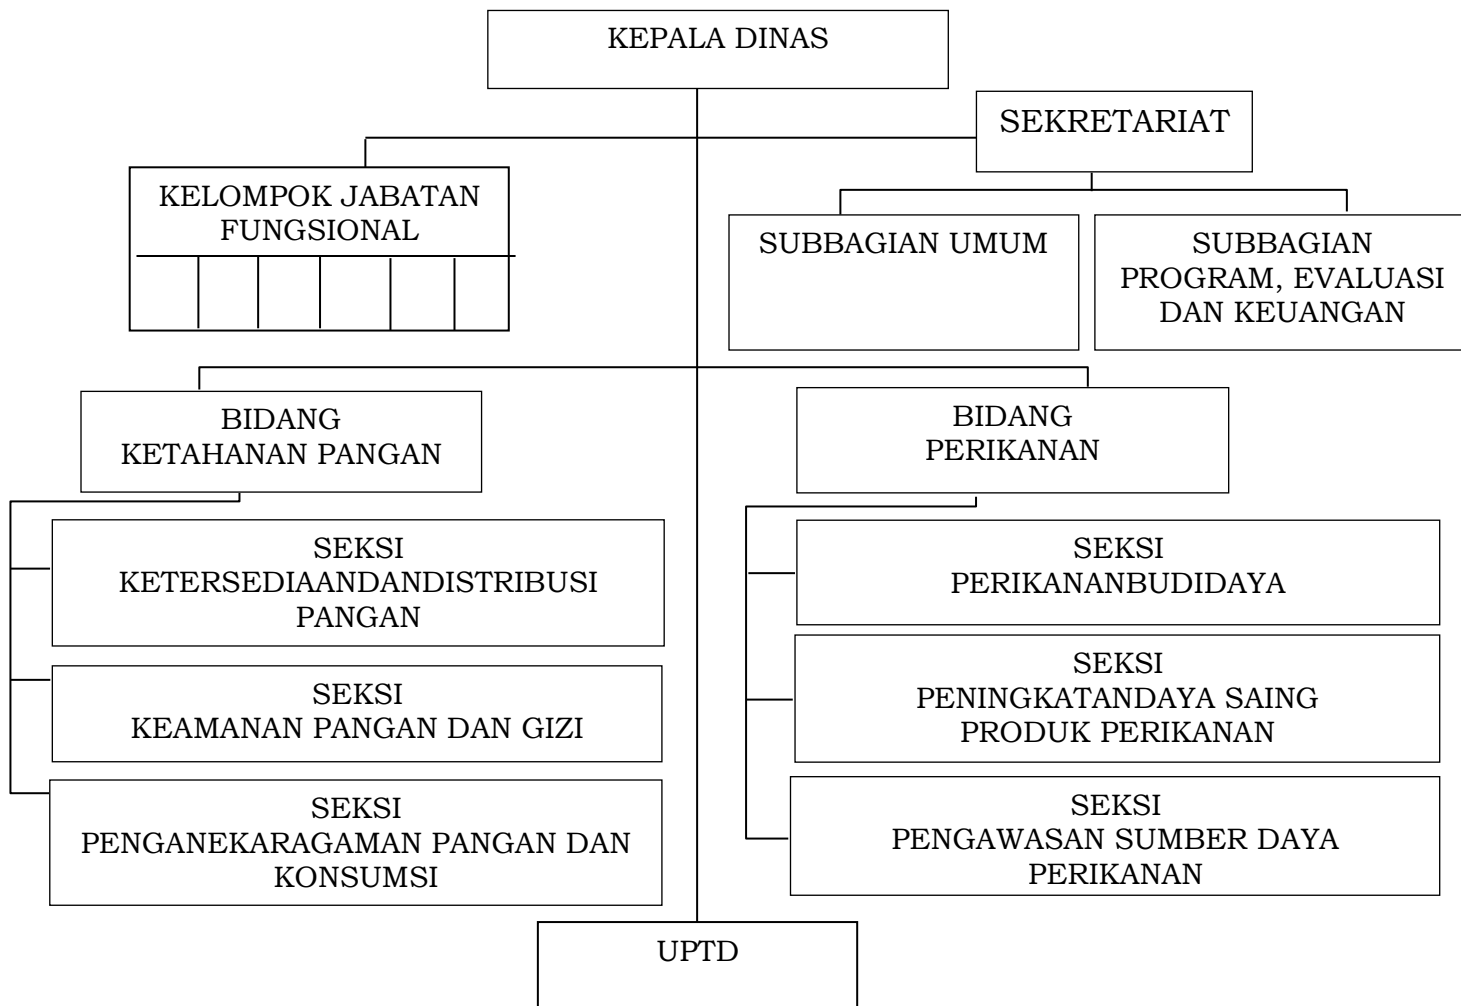 KEPALA DINAS
SEKRETARIAT
KELOMPOK JABATAN
FUNGSIONAL
SUBBAGIAN UMUM
SUBBAGIAN
PROGRAM, EVALUASI
DAN KEUANGAN
BIDANG
KETAHANAN PANGAN
BIDANG
PERIKANAN
SEKSI
KETERSEDIAANDANDISTRIBUSI
PANGAN
SEKSI
KEAMANAN PANGAN DAN GIZI
SEKSI
PENGANEKARAGAMAN PANGAN DAN
KONSUMSI
SEKSI
PERIKANANBUDIDAYA
SEKSI
PENINGKATANDAYA SAING
PRODUK PERIKANAN
SEKSI
PENGAWASAN SUMBER DAYA
PERIKANAN
UPTD